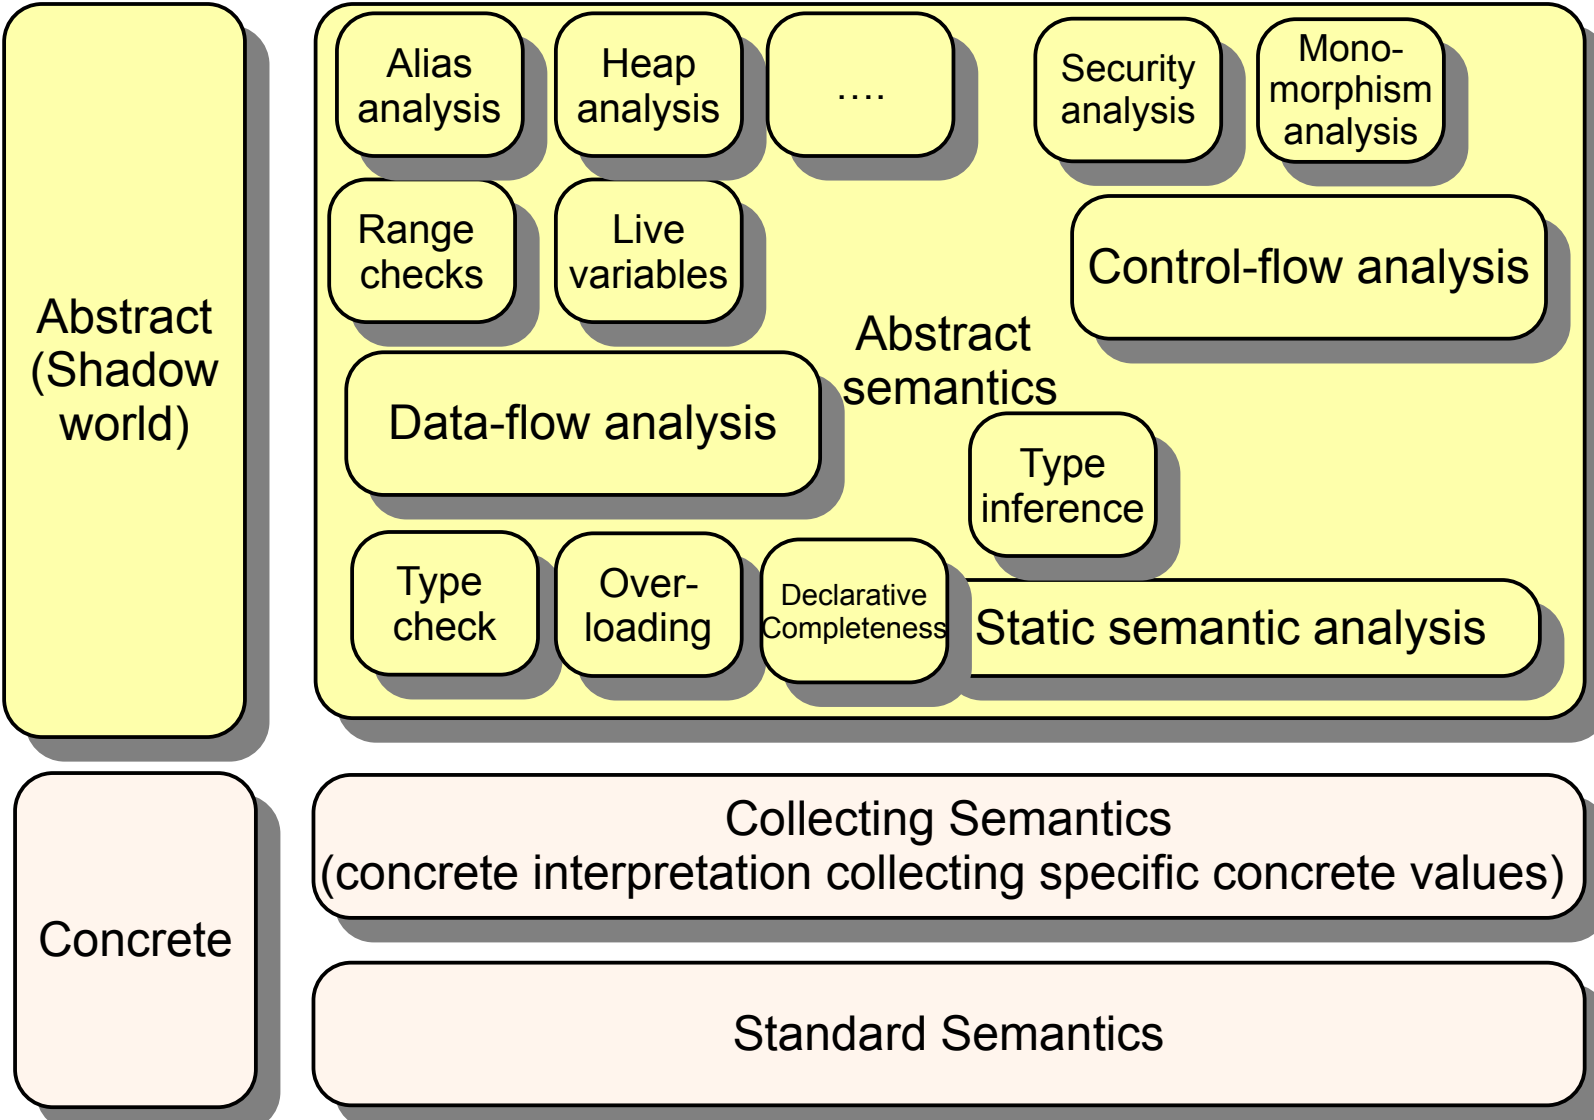 Abstract
(Shadow
world)
Alias
analysis
Heap
analysis
....
Security
analysis
Mono-
morphism
analysis
Range
checks
Live
variables
Control-flow analysis
Abstract
semantics
Data-flow analysis
Type
inference
Type
check
Over-
loading
Declarative
Completeness
Static semantic analysis
Concrete
Collecting Semantics
(concrete interpretation collecting specific concrete values)
Standard Semantics